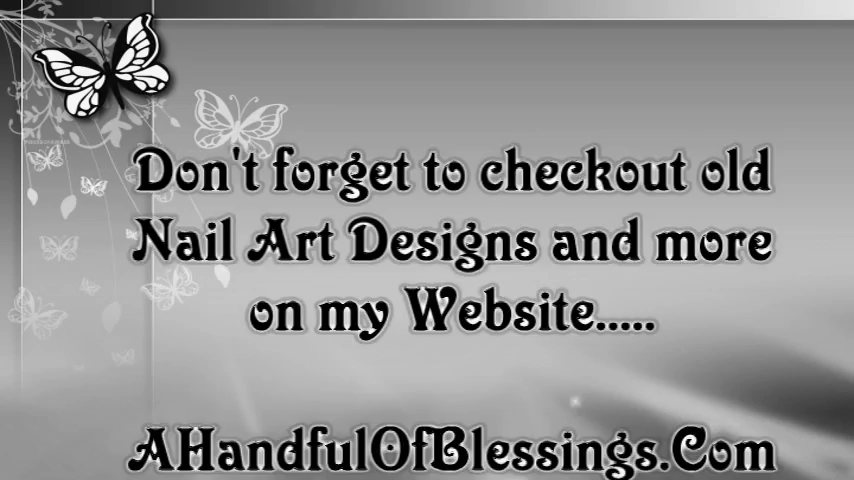 Don't forget to checkout old
Nail Art Designs and more
on my Website.....
AHandfulOfBlessings.Com